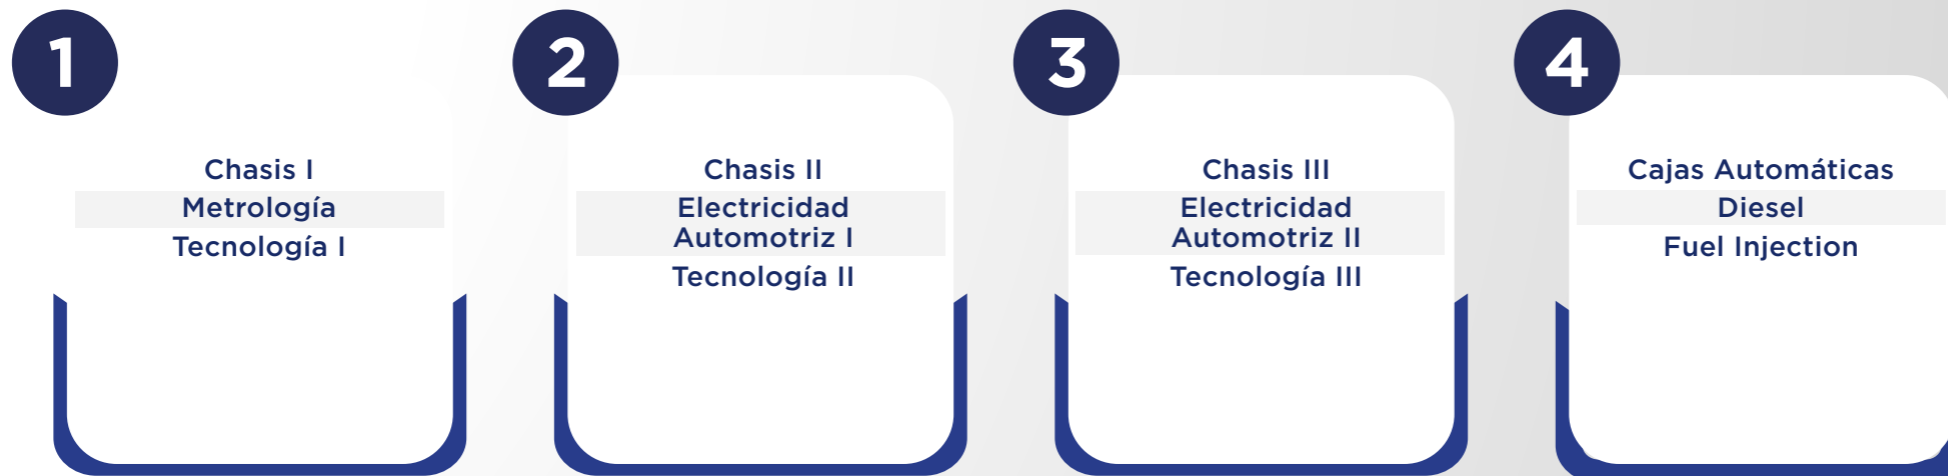 1
Chasis I
Metrología
Tecnología I
2
Chasis II
Electricidad
Automotriz I
Tecnología II
3
Chasis III
Electricidad
Automotriz II
Tecnología III
4
Cajas Automáticas
Diesel
Fuel Injection